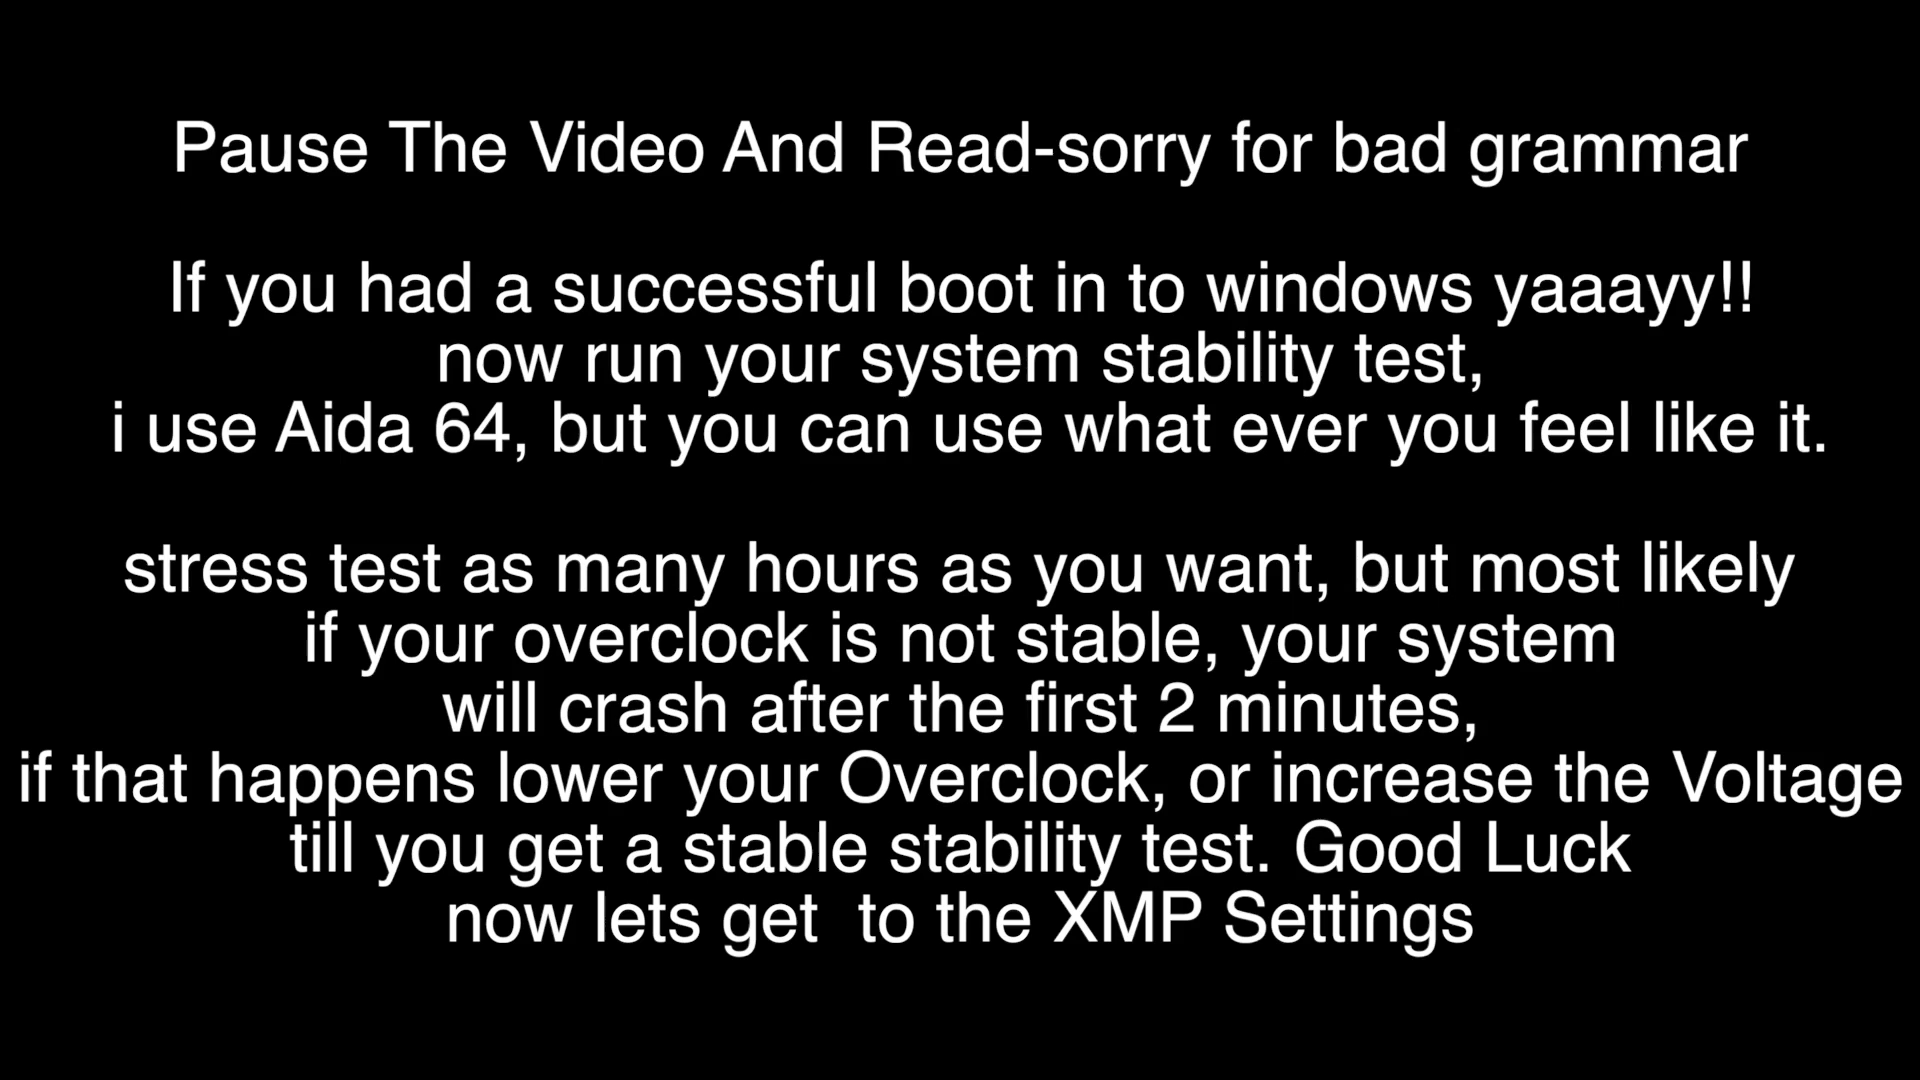 Pause The Video And Read-sorry for bad grammar
If you had a successful boot in to windows yaaayy!!
now run your system stability test,
i use Aida 64, but you can use what ever you feel like it.
stress test as many hours as you want, but most likely
if your overclock is not stable, your system
will crash after the first 2 minutes,
if that happens lower your Overclock, or increase the Voltage
till you get a stable stability test. Good Luck
now lets get  to the XMP Settings